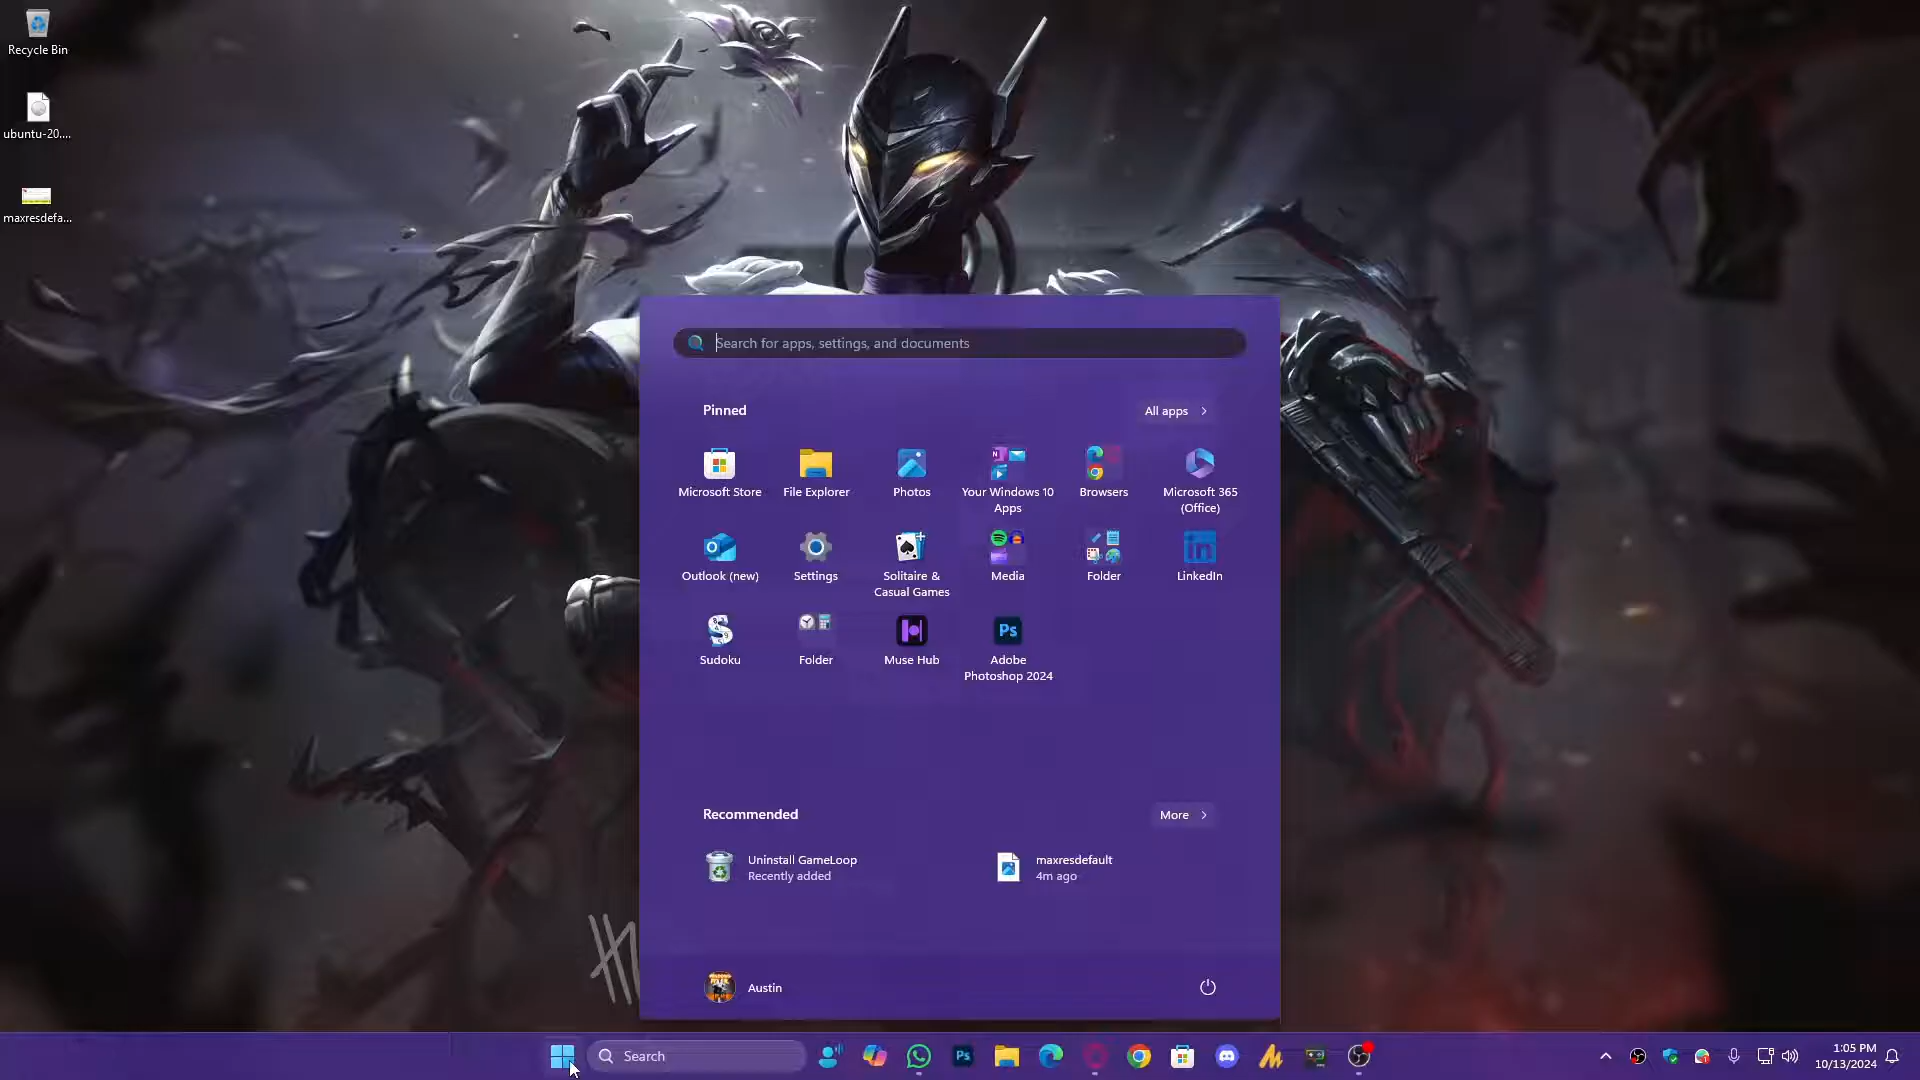 Recycle Bin
ubuntu-20....
maxresdefa...
Search for apps, settings, and documents
Pinned
All apps
Microsoft Store
File Explorer
Photos
Your Windows 10
Apps
Browsers
Microsoft 365
(Office)
Outlook (new)
Settings
Solitaire &
Casual Games
Media
Folder
LinkedIn
Sudoku
Folder
Muse Hub
Ps
Adobe
Photoshop 2024
Recommended
More
Uninstall GameLoop
Recently added
maxresdefault
4m ago
Austin
Search
Ps
1:05 PM
10/13/2024